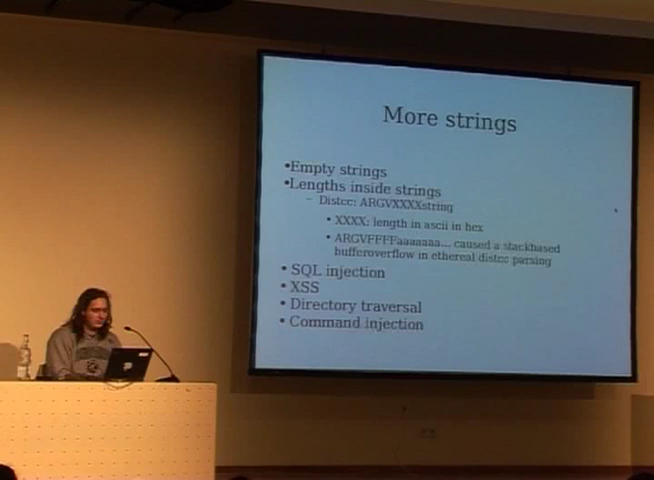 More strings
•Empty strings
•Lengths inside strings
– Distcc: ARGVXXXXstring
• XXXX: length in ascii in hex
• ARGVFFFFaaaaaaa... caused a stackbased
bufferoverflow in ethereal distcc parsing
• SQL injection
• XSS
• Directory traversal
• Command injection